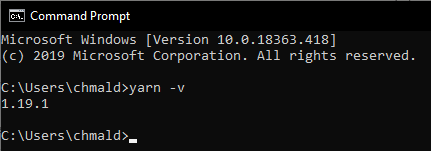 Command Prompt
Microsoft Windows [Version 10.0.18363.418]
(c) 2019 Microsoft Corporation. All rights reserved.
C:\Users\chmald>yarn -v
1.19.1
C:\Users\chmald>